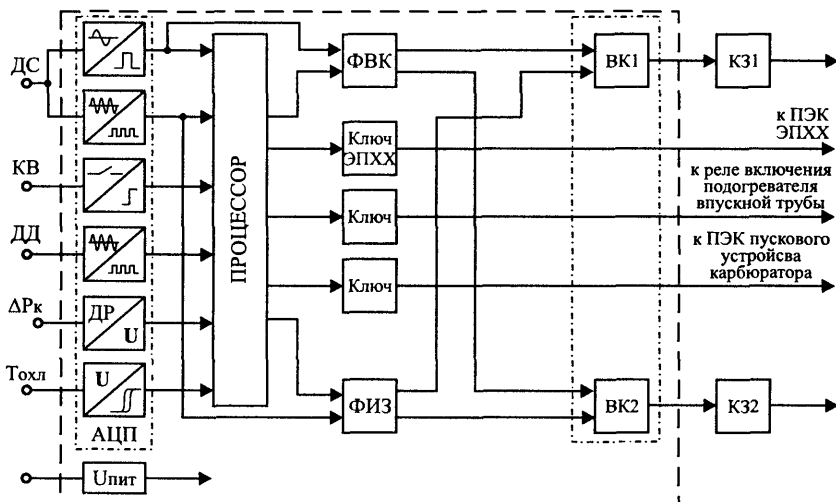 ДС
КВ
ДД
ΔPк
Тохл
ДР
U
U
АЦП
Uпит
ПРОЦЕССОР
ФВК
Ключ
ЭПХХ
Ключ
Ключ
ФИЗ
ВК1
ВК2
КЗ1
КЗ2
к ПЭК
ЭПХХ
к реле включения
подогревателя
впускной трубы
к ПЭК пускового
устройсва
карбюратора